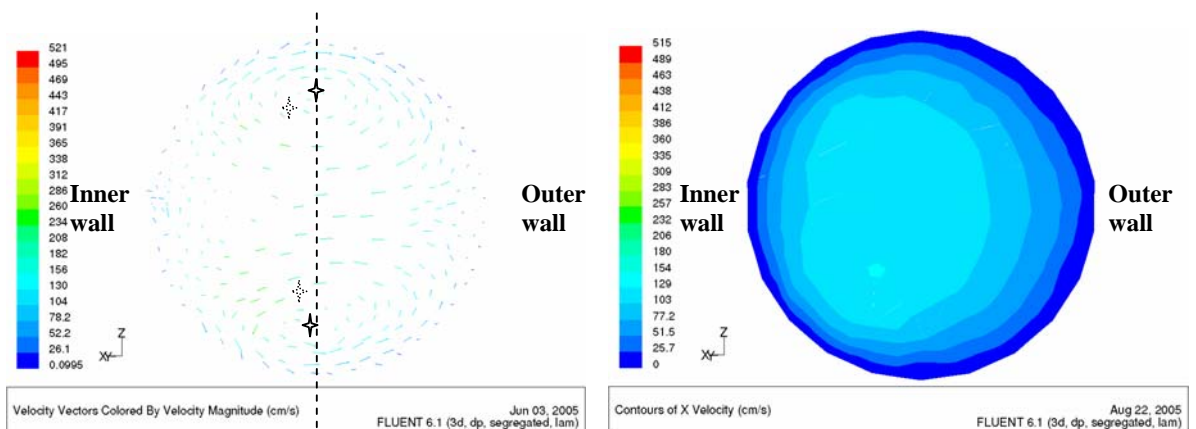 521
495
469
443
417
391
365
338
312
286
260
234
208
182
156
130
104
78.2
52.2
26.1
0.0995
Inner
wall
Outer
wall
Z
XY
Velocity Vectors Colored By Velocity Magnitude (cm/s)
Jun 03, 2005
FLUENT 6.1 (3d, dp, segregated, lam)
515
489
463
438
412
386
360
335
309
283
257
232
206
180
154
129
103
77.2
51.5
25.7
0
Inner
wall
Outer
wall
Z
XY
Contours of X Velocity (cm/s)
Aug 22, 2005
FLUENT 6.1 (3d, dp, segregated, lam)